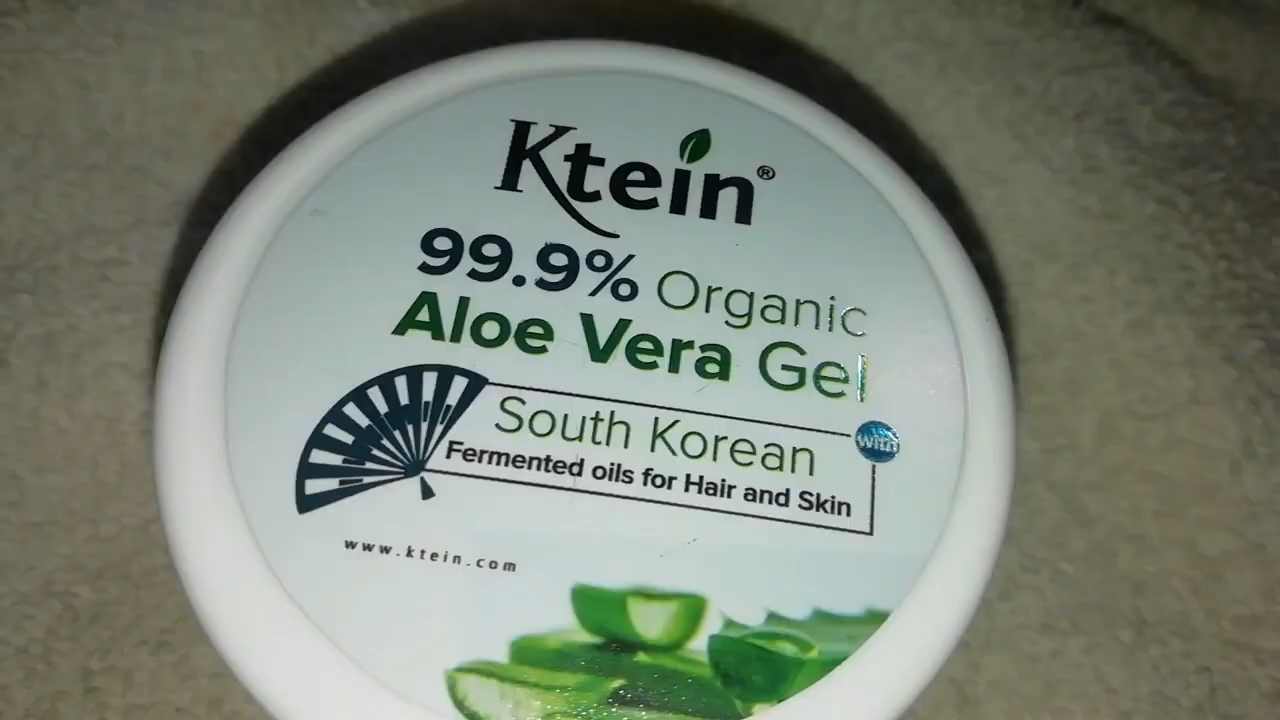 Ktein®
99.9% Organic
Aloe Vera Gel
with
South Korean
Fermented oils for Hair and Skin
www.ktein.com